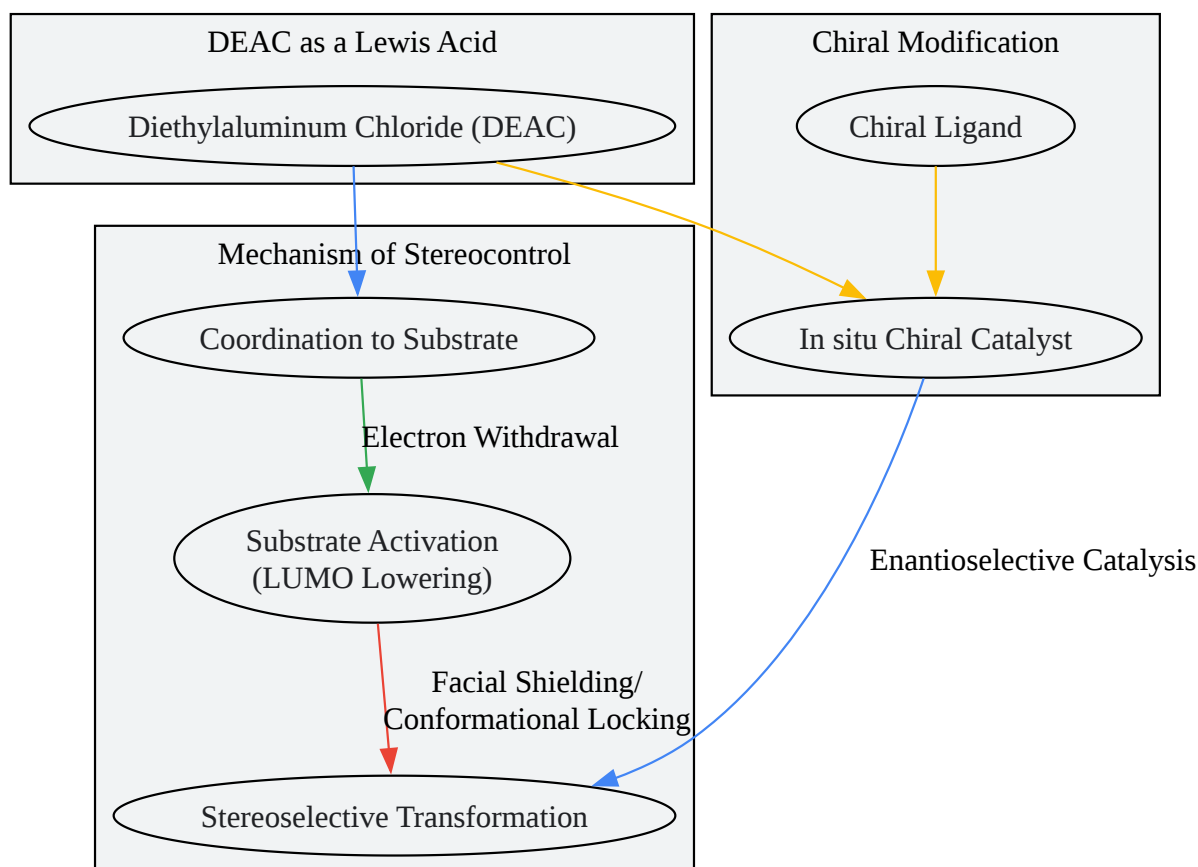 DEAC as a Lewis Acid
Diethylaluminum Chloride (DEAC)
Chiral Modification
Chiral Ligand
In situ Chiral Catalyst
Mechanism of Stereocontrol
Coordination to Substrate
Electron Withdrawal
Substrate Activation
(LUMO Lowering)
Enantioselective Catalysis
Facial Shielding/
Conformational Locking
Stereoselective Transformation